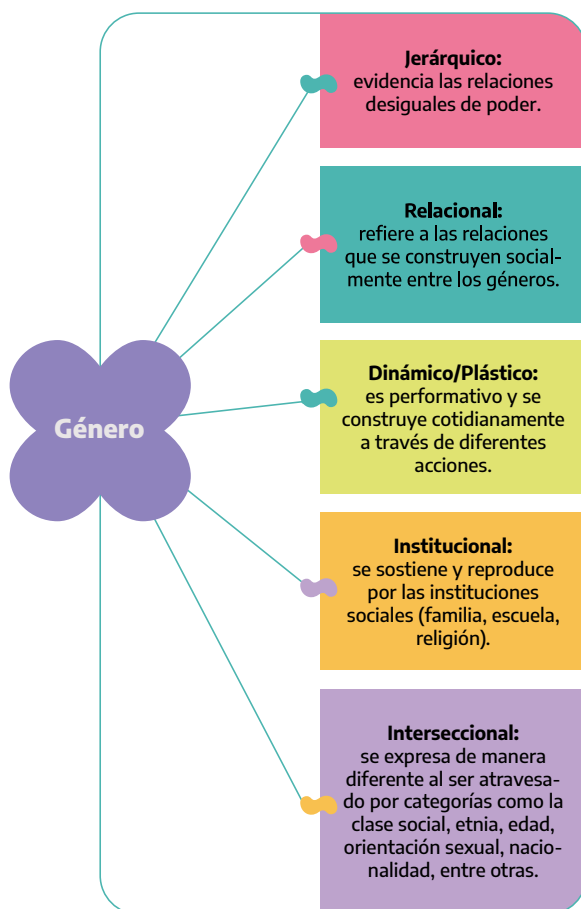 Jerárquico:
evidencia las relaciones
desiguales de poder.
Relacional:
refiere a las relaciones
que se construyen social-
mente entre los géneros.
Género
Dinámico/Plástico:
es performativo y se
construye cotidianamente
a través de diferentes
acciones.
Institucional:
se sostiene y reproduce
por las instituciones
sociales (familia, escuela,
religión).
Interseccional:
se expresa de manera
diferente al ser atravesa-
do por categorías como la
clase social, etnia, edad,
orientación sexual, nacio-
nalidad, entre otras.